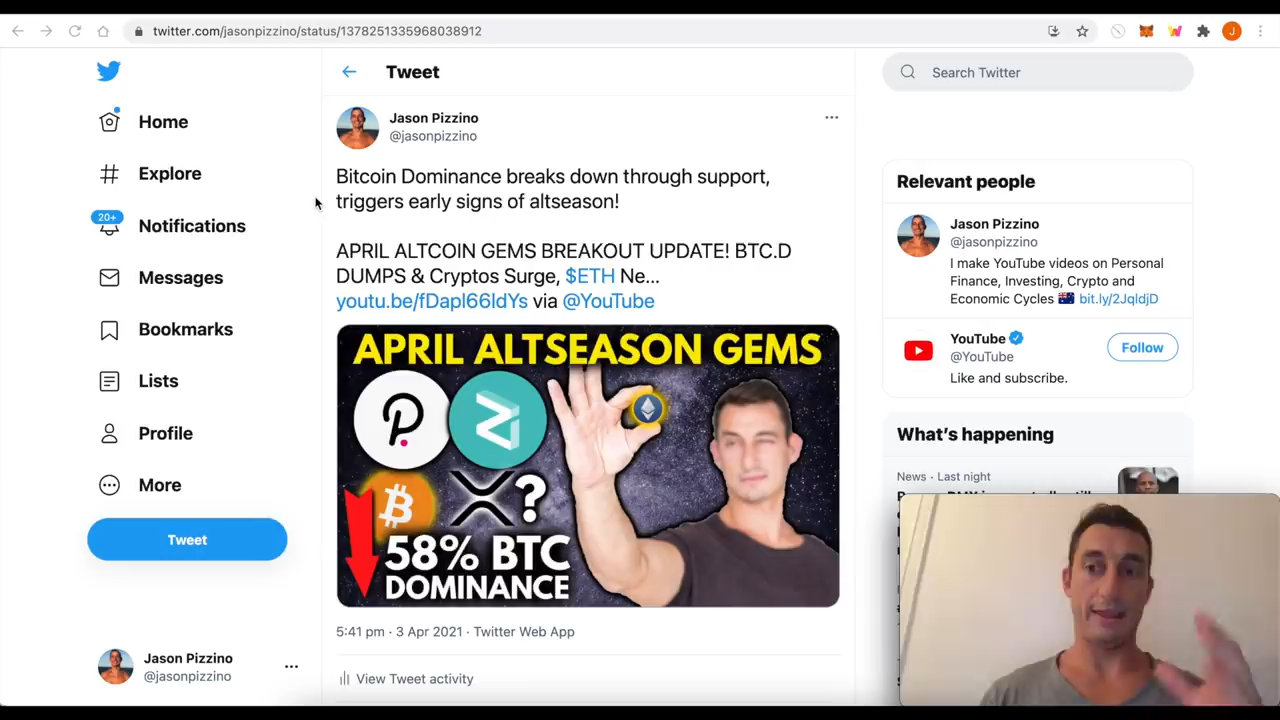 twitter.com/jasonpizzino/status/1378251335968038912
J
Home
Explore
20+
Notifications
Messages
Bookmarks
Lists
Profile
More
Tweet
Jason Pizzino
@jasonpizzino
Tweet
Jason Pizzino
@jasonpizzino
Bitcoin Dominance breaks down through support,
triggers early signs of altseason!
APRIL ALTCOIN GEMS BREAKOUT UPDATE! BTC.D
DUMPS & Cryptos Surge, $ETH Ne...
youtu.be/fDapl66ldYs via @YouTube
APRIL ALTSEASON GEMS
?
58% BTC
DOMINANCE
5:41 pm · 3 Apr 2021 · Twitter Web App
View Tweet activity
Search Twitter
Relevant people
Jason Pizzino
@jasonpizzino
I make YouTube videos on Personal
Finance, Investing, Crypto and
Economic Cycles bit.ly/2JqldjD
YouTube
@YouTube
Follow
Like and subscribe.
What's happening
News · Last night